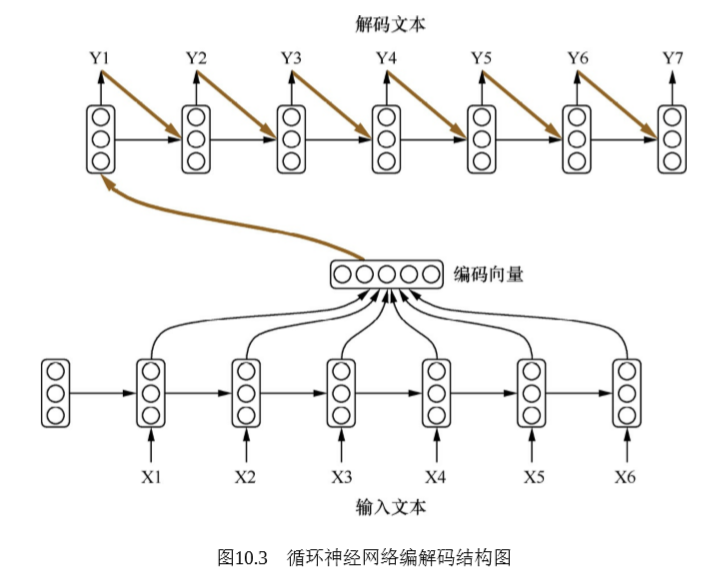 解码文本
Y1 Y2 Y3 Y4 Y5 Y6 Y7
编码向量
X1 X2 X3 X4 X5 X6
输入文本
图10.3 循环神经网络编解码结构图